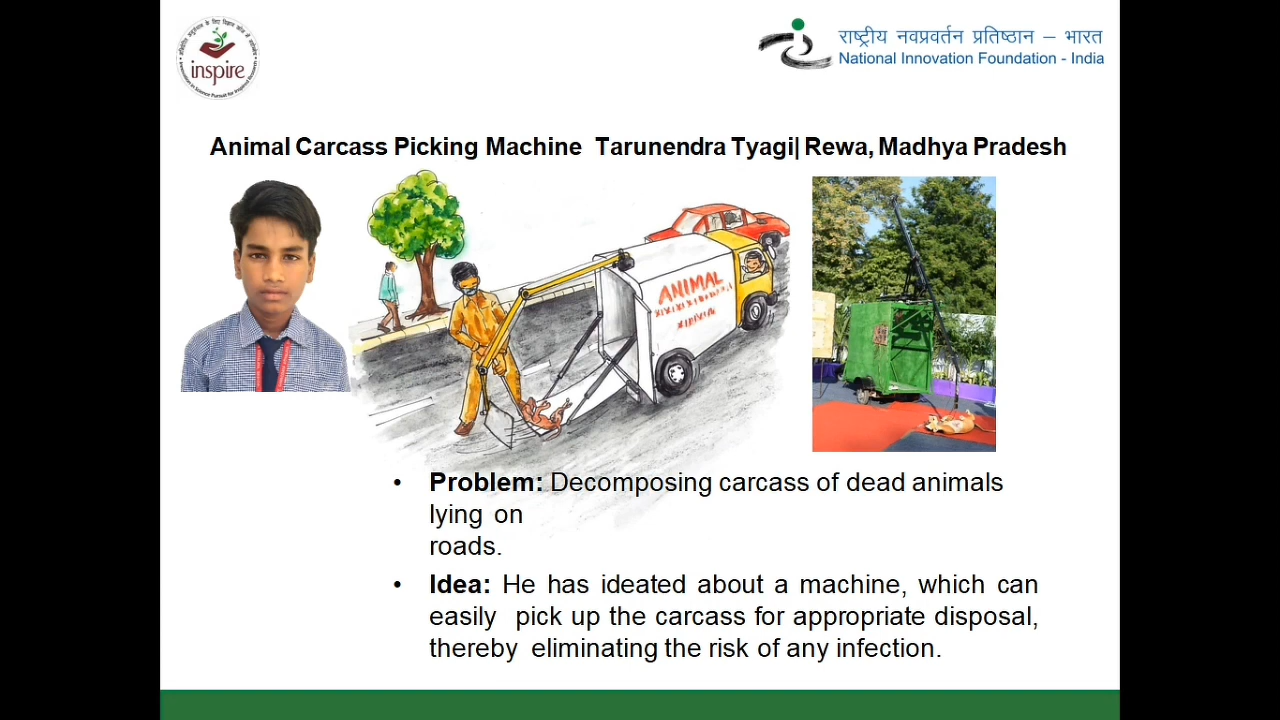 inspire
राष्ट्रीय नवप्रवर्तन प्रतिष्ठान – भारत
National Innovation Foundation - India
Animal Carcass Picking Machine Tarunendra Tyagi| Rewa, Madhya Pradesh
ANIMAL
• Problem: Decomposing carcass of dead animals
lying on
roads.
• Idea: He has ideated about a machine, which can
easily pick up the carcass for appropriate disposal,
thereby eliminating the risk of any infection.